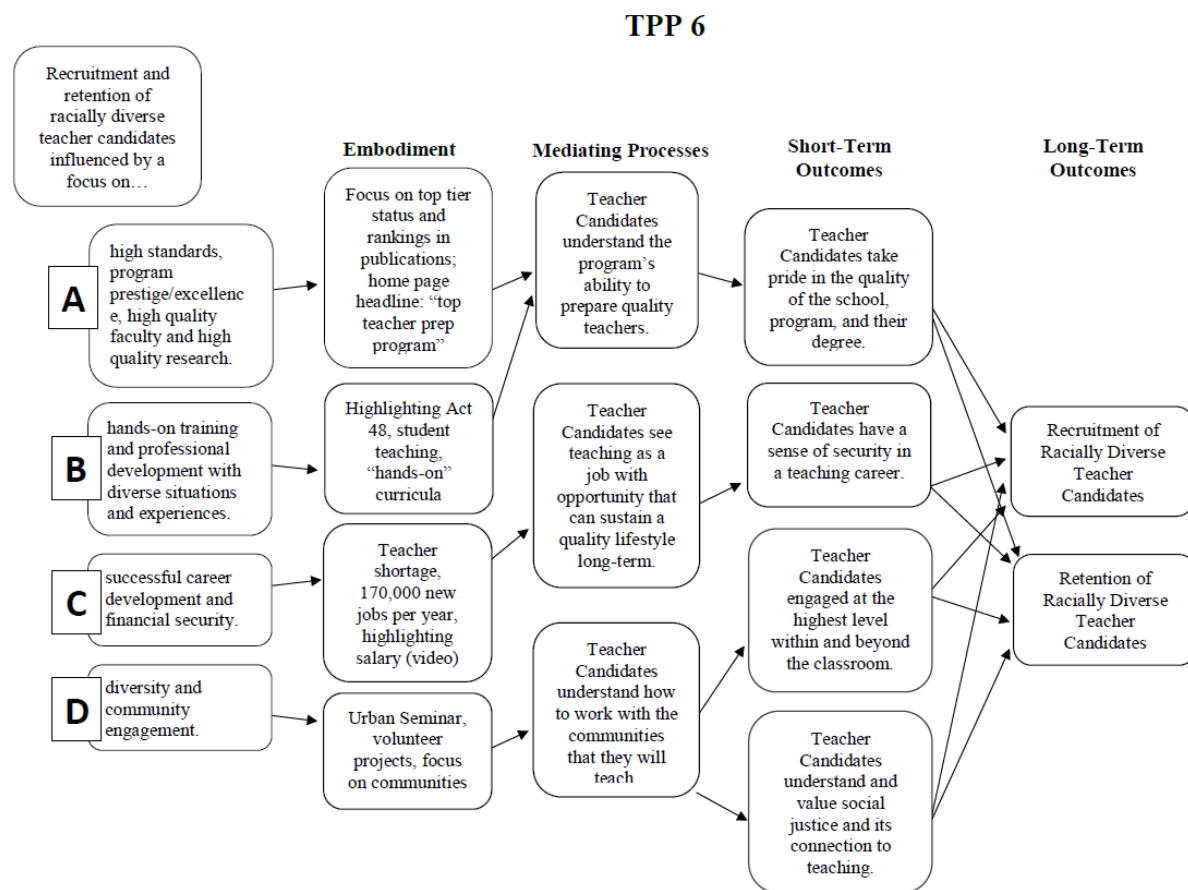 TPP 6
Recruitment and
retention of
racially diverse
teacher candidates
influenced by a
focus on…
Embodiment
Mediating Processes
Short-Term
Outcomes
Long-Term
Outcomes
A
high standards,
program
prestige/excellenc
e, high quality
faculty and high
quality research.
B
hands-on training
and professional
development with
diverse situations
and experiences.
C
successful career
development and
financial security.
D
diversity and
community
engagement.
Focus on top tier
status and
rankings in
publications;
home page
headline: “top
teacher prep
program”
Highlighting Act
48, student
teaching,
“hands-on”
curricula
Teacher
shortage,
170,000 new
jobs per year,
highlighting
salary (video)
Urban Seminar,
volunteer
projects, focus
on communities
Teacher
Candidates
understand the
program’s
ability to
prepare quality
teachers.
Teacher
Candidates see
teaching as a
job with
opportunity that
can sustain a
quality lifestyle
long-term.
Teacher
Candidates
understand how
to work with the
communities
that they will
teach
Teacher
Candidates take
pride in the quality
of the school,
program, and their
degree.
Teacher
Candidates have a
sense of security in
a teaching career.
Teacher
Candidates
engaged at the
highest level
within and beyond
the classroom.
Teacher
Candidates
understand and
value social
justice and its
connection to
teaching.
Recruitment of
Racially Diverse
Teacher
Candidates
Retention of
Racially Diverse
Teacher
Candidates